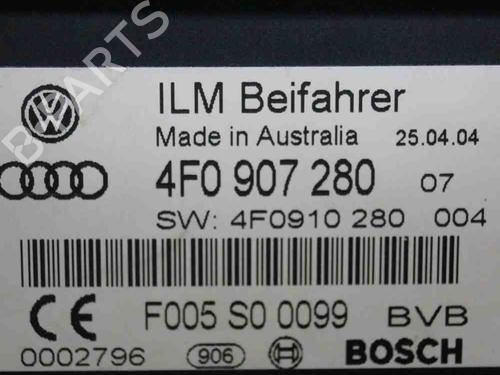 ILM Beifahrer
Made in Australia 25.04.04
4F0 907 280 07
SW: 4F0910 280 004
F005 S0 0099 BVB
0002796 906 BOSCH